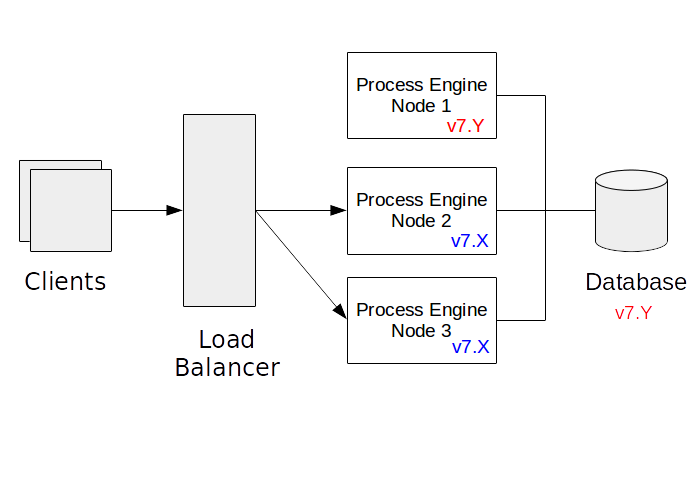 Process Engine
Node 1
v7.Y
Process Engine
Node 2
v7.X
Process Engine
Node 3
v7.X
Clients
Load
Balancer
Database
v7.Y